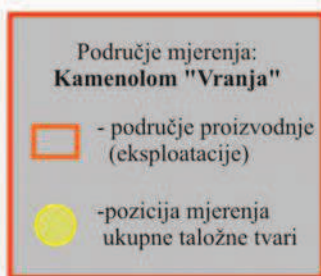 Područje mjerenja:
Kamenolom "Vranja"
- područje proizvodnje
(eksploatacije)
-pozicija mjerenja
ukupne taložne tvari